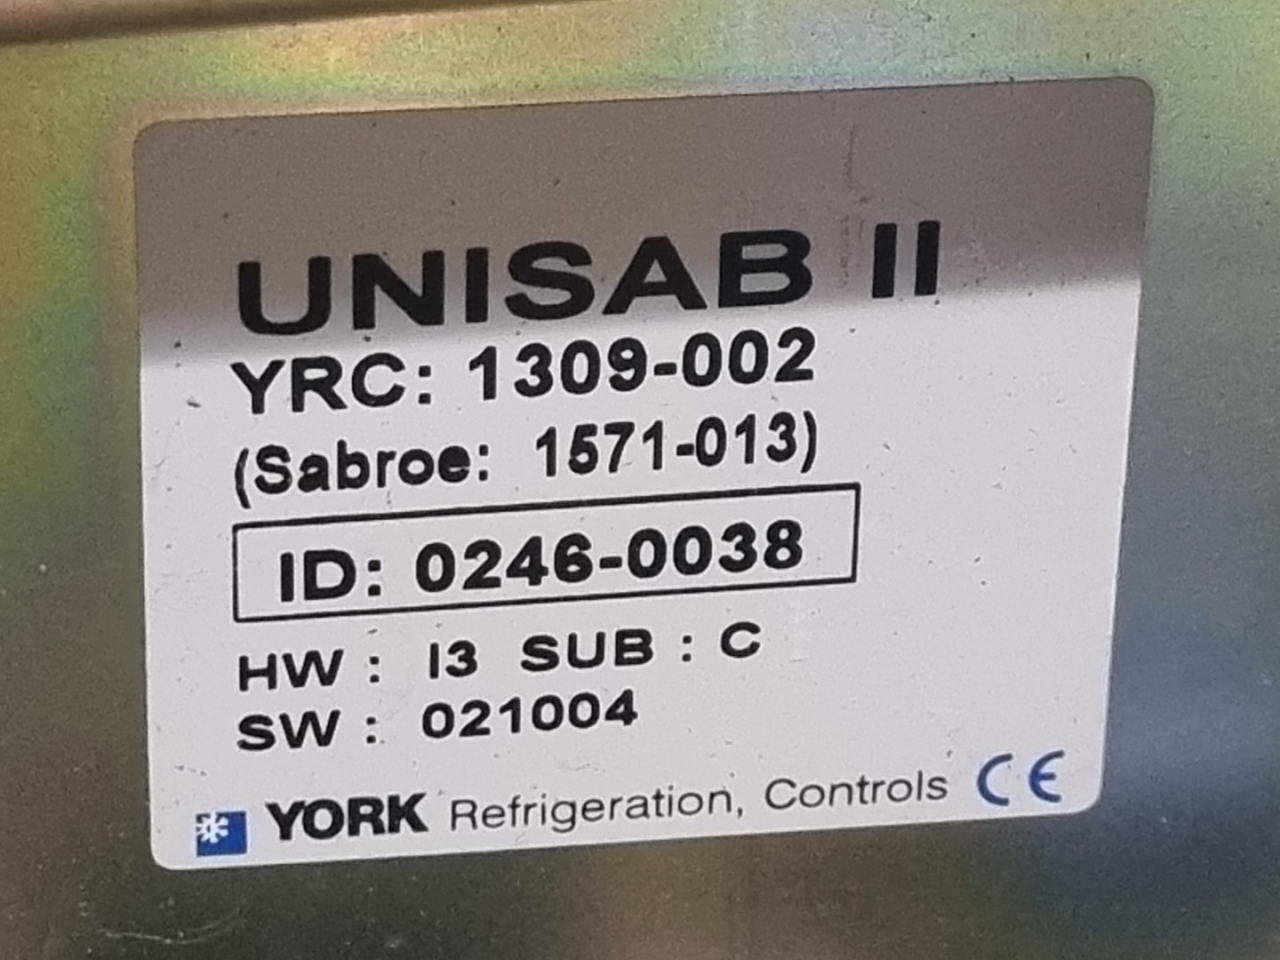 UNISAB II
YRC: 1309-002
(Sabroe: 1571-013)
ID: 0246-0038
HW : I3 SUB : C
SW : 021004
YORK Refrigeration, Controls CE